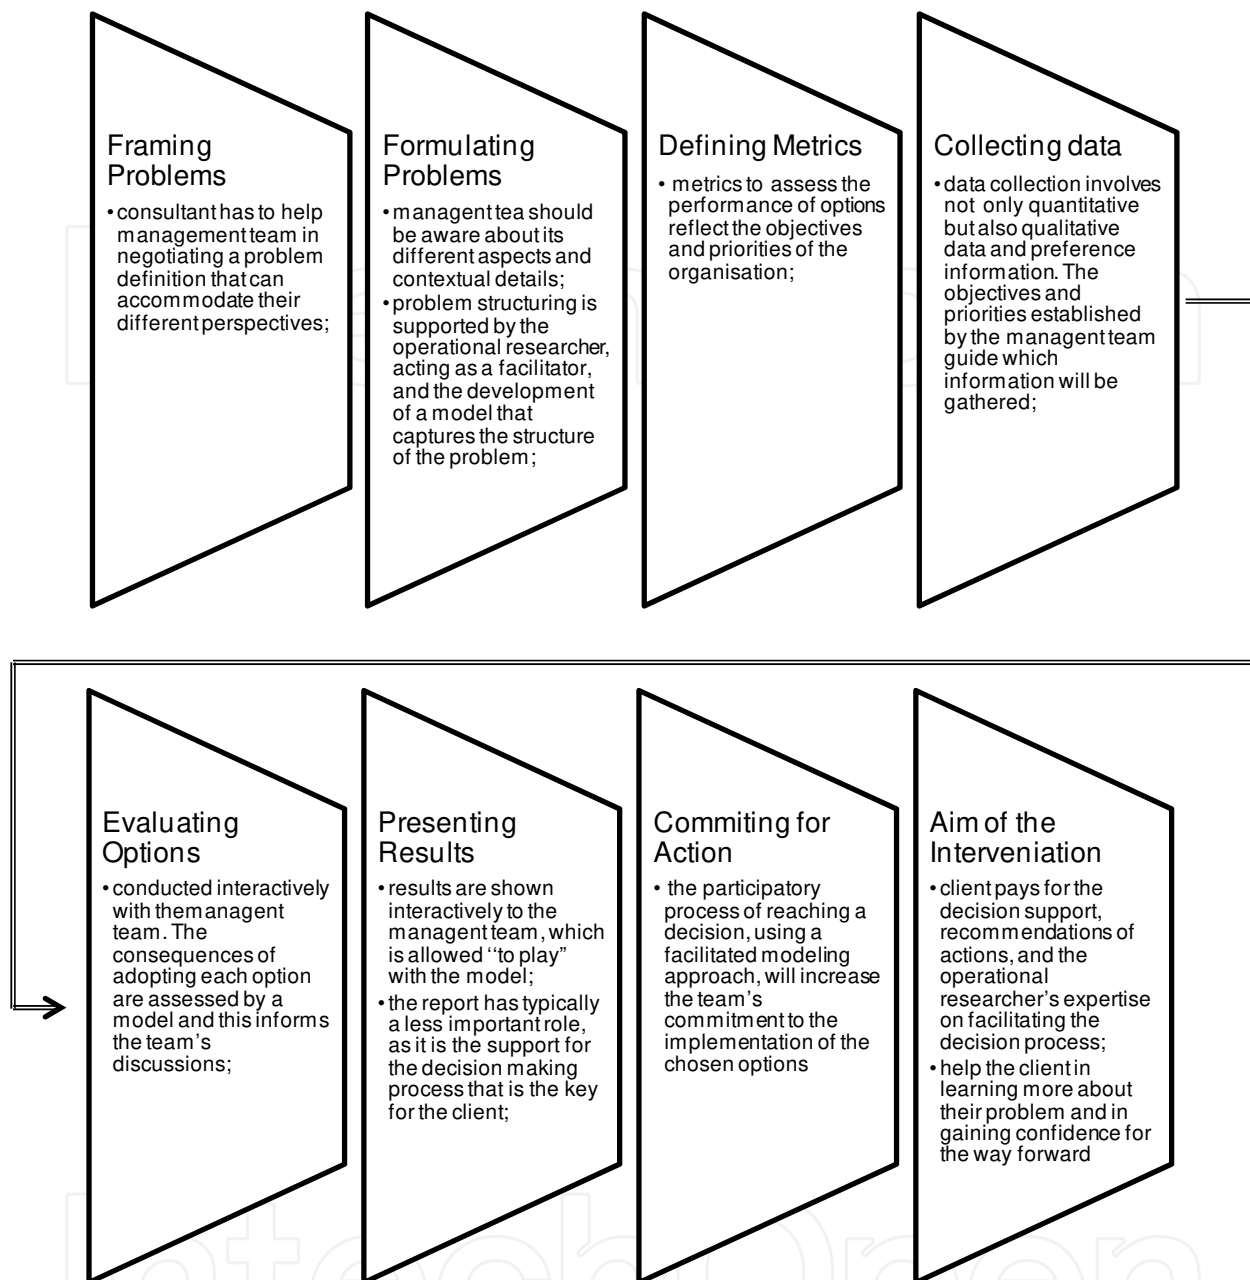 Framing
Problems
• consultant has to help
management team in
negotiating a problem
definition that can
accommodate their
different perspectives;
Formulating
Problems
• managent tea should
be aware about its
different aspects and
contextual details;
• problem structuring is
supported by the
operational researcher,
acting as a facilitator,
and the development
of a model that
captures the structure
of the problem;
Defining Metrics
• metrics to assess the
performance of options
reflect the objectives
and priorities of the
organisation;
Collecting data
• data collection involves
not only quantitative
but also qualitative
data and preference
information. The
objectives and
priorities established
by the managent team
guide which
information will be
gathered;
Evaluating
Options
• conducted interactively
with the managent
team. The
consequences of
adopting each option
are assessed by a
model and this informs
the team's
discussions;
Presenting
Results
• results are shown
interactively to the
managent team, which
is allowed ‘‘to play”
with the model;
• the report has typically
a less important role,
as it is the support for
the decision making
process that is the key
for the client;
Commiting for
Action
• the participatory
process of reaching a
decision, using a
facilitated modeling
approach, will increase
the team's
commitment to the
implementation of the
chosen options
Aim of the
Interveniation
• client pays for the
decision support,
recommendations of
actions, and the
operational
researcher's expertise
on facilitating the
decision process;
• help the client in
learning more about
their problem and in
gaining confidence for
the way forward
IntechOpen